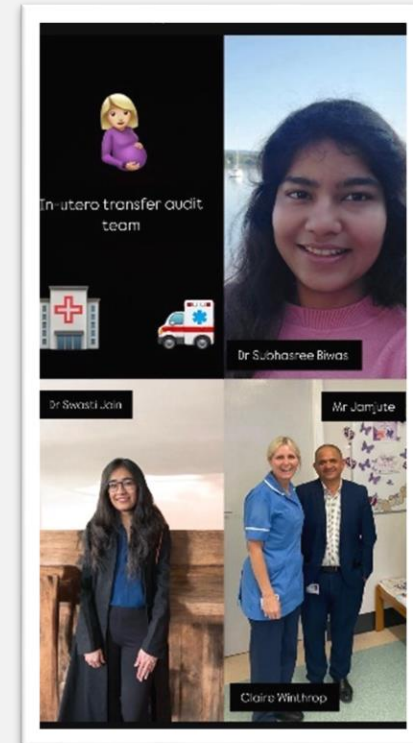 In-utero transfer audit
team
Dr Subhasree Biwas
Dr Swasti Jain
Mr Jamjute
Claire Winthrop